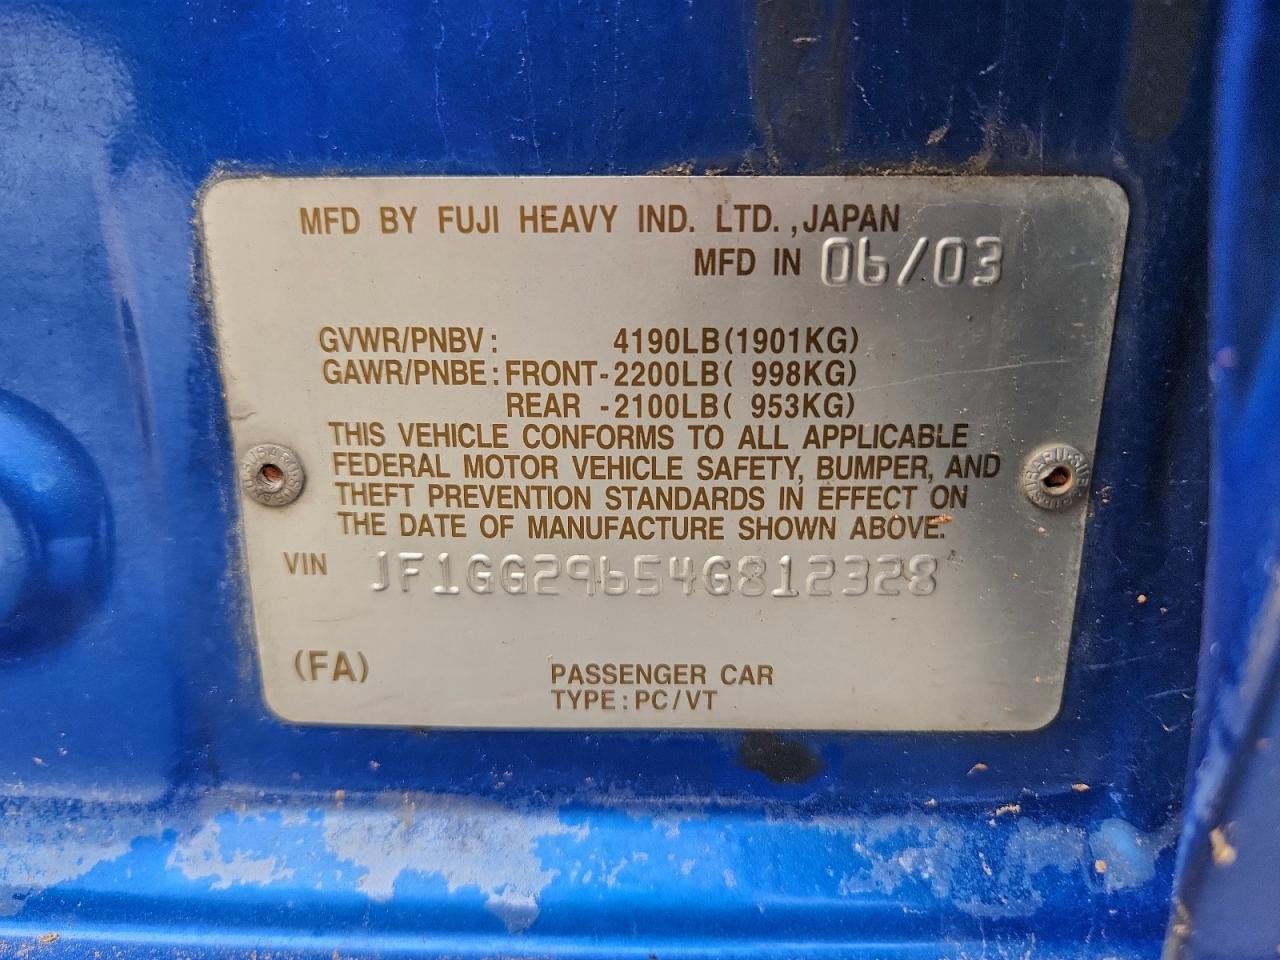 MFD BY FUJI HEAVY IND. LTD., JAPAN
MFD IN 06/03
GVWR/PNBV: 4190LB(1901KG)
GAWR/PNBE: FRONT-2200LB( 998KG)
REAR -2100LB( 953KG)
THIS VEHICLE CONFORMS TO ALL APPLICABLE
FEDERAL MOTOR VEHICLE SAFETY, BUMPER, AND
THEFT PREVENTION STANDARDS IN EFFECT ON
THE DATE OF MANUFACTURE SHOWN ABOVE.
VIN JF1GG29654G812328
(FA)
PASSENGER CAR
TYPE: PC/VT